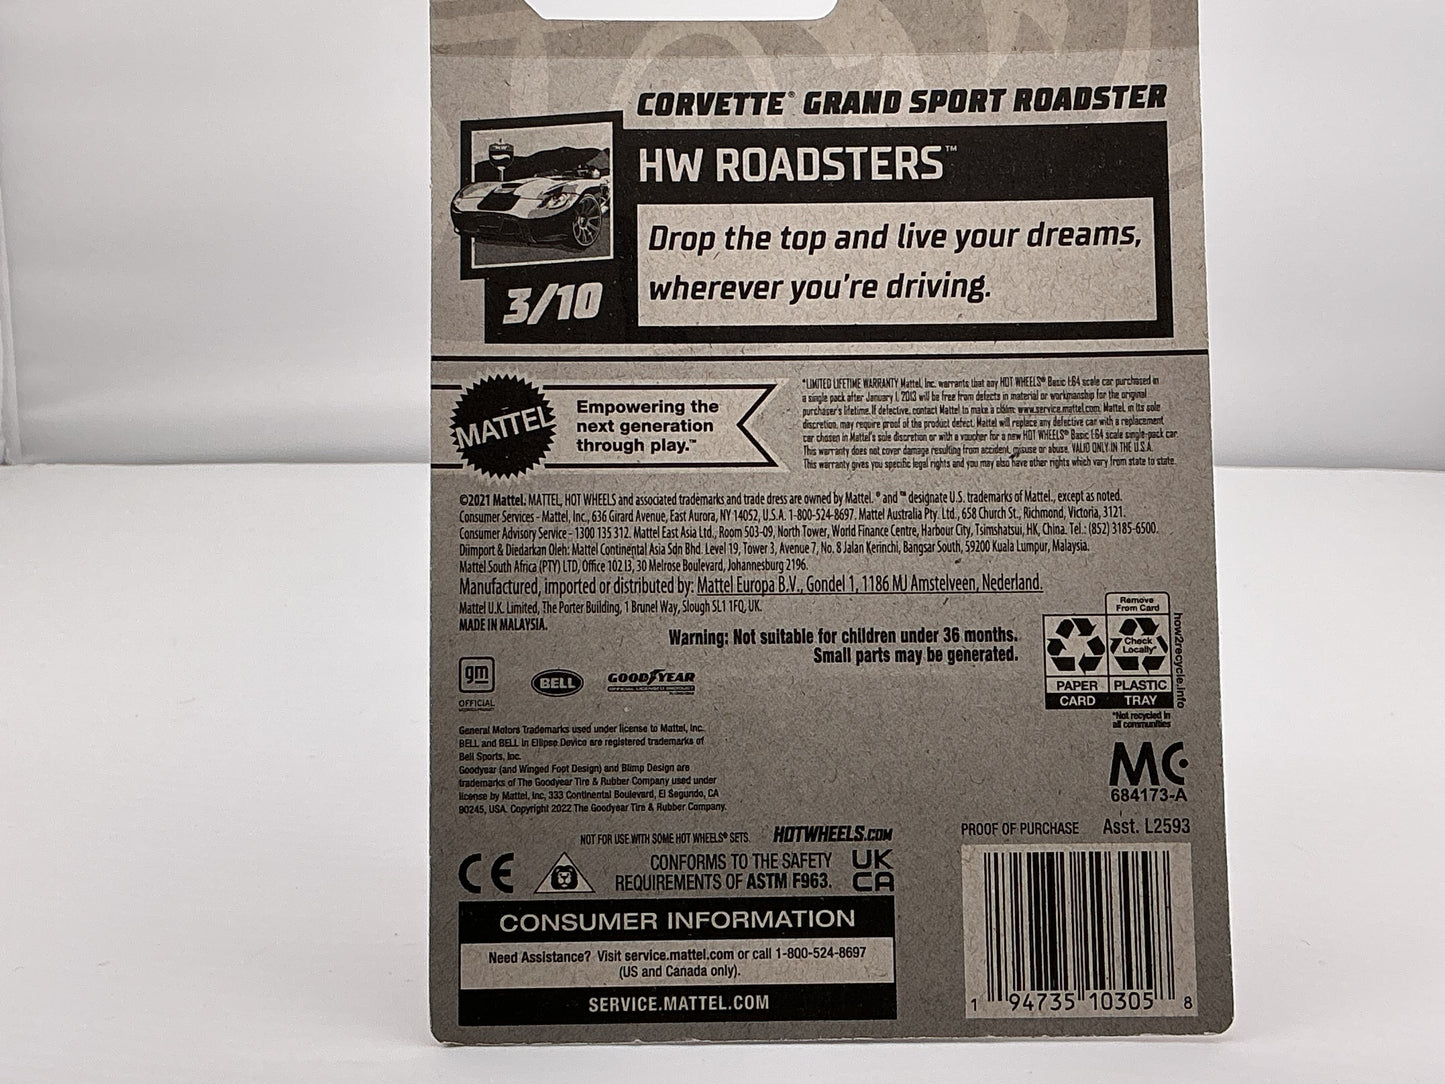 CORVETTE® GRAND SPORT ROADSTER
HW ROADSTERS™
Drop the top and live your dreams,
wherever you're driving.
3/10
MATTEL
Empowering the
next generation
through play.™
*LIMITED LIFETIME WARRANTY Mattel, Inc. warrants that any HOT WHEELS® Basic 1:64 scale car purchased in
a single pack after January 1, 2013 will be free from defects in material or workmanship for the original
purchaser's lifetime. If defective, contact Mattel to make a claim: www.service.mattel.com. Mattel, in its sole
discretion, may require proof of the product defect. Mattel will replace any defective car with a replacement
car chosen in Mattel's sole discretion or with a voucher for a new HOT WHEELS® Basic 1:64 scale single-pack car.
This warranty does not cover damage resulting from accident, misuse or abuse. VALID ONLY IN THE U.S.A.
This warranty gives you specific legal rights and you may also have other rights which vary from state to state.
©2021 Mattel. MATTEL, HOT WHEELS and associated trademarks and trade dress are owned by Mattel. ® and ™ designate U.S. trademarks of Mattel., except as noted.
Consumer Services - Mattel, Inc., 636 Girard Avenue, East Aurora, NY 14052, U.S.A. 1-800-524-8697. Mattel Australia Pty. Ltd., 658 Church St., Richmond, Victoria, 3121.
Consumer Advisory Service - 1300 135 312. Mattel East Asia Ltd., Room 503-09, North Tower, World Finance Centre, Harbour City, Tsimshatsui, HK, China. Tel.: (852) 3185-6500.
Diimport & Diedarkan Oleh: Mattel Continental Asia Sdn Bhd. Level 19, Tower 3, Avenue 7, No. 8 Jalan Kerinchi, Bangsar South, 59200 Kuala Lumpur, Malaysia.
Mattel South Africa (PTY) LTD, Office 102 I3, 30 Melrose Boulevard, Johannesburg 2196.
Manufactured, imported or distributed by: Mattel Europa B.V., Gondel 1, 1186 MJ Amstelveen, Nederland.
Mattel U.K. Limited, The Porter Building, 1 Brunel Way, Slough SL1 1FQ, UK.
MADE IN MALAYSIA.
Warning: Not suitable for children under 36 months.
Small parts may be generated.
Remove
From Card
Check
Locally*
PAPER
PLASTIC
CARD
TRAY
how2recycle.info
*Not recycled in
all communities
gm
OFFICIAL
BELL
GOODYEAR
OFFICIAL LICENSED PRODUCT
General Motors Trademarks used under license to Mattel, Inc.
BELL and BELL in Ellipse Device are registered trademarks of
Bell Sports, Inc.
Goodyear (and Winged Foot Design) and Blimp Design are
trademarks of The Goodyear Tire & Rubber Company used under
license by Mattel, Inc, 333 Continental Boulevard, El Segundo, CA
90245, USA. Copyright 2022 The Goodyear Tire & Rubber Company.
MC
684173-A
NOT FOR USE WITH SOME HOT WHEELS® SETS.
HOTWHEELS.COM
PROOF OF PURCHASE
Asst. L2593
CE
CONFORMS TO THE SAFETY
REQUIREMENTS OF ASTM F963.
UK
CA
CONSUMER INFORMATION
Need Assistance? Visit service.mattel.com or call 1-800-524-8697
(US and Canada only).
SERVICE.MATTEL.COM
1 94735 10305 8